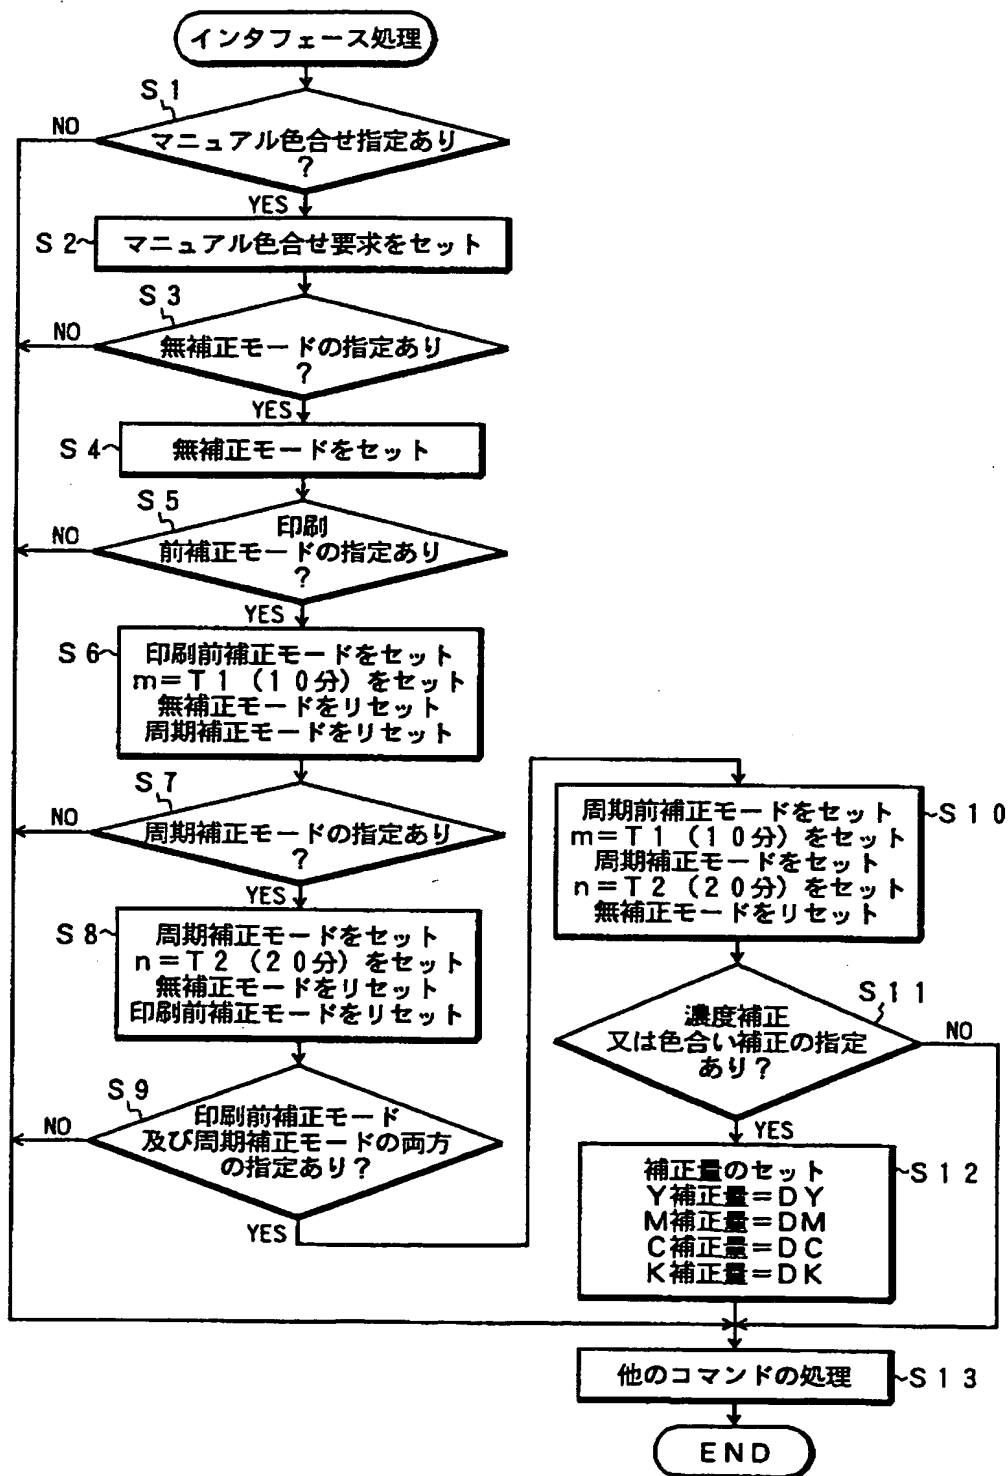 インタフェース処理
S1
マニュアル色合せ指定あり
?
NO
YES
S2
マニュアル色合せ要求をセット
S3
無補正モードの指定あり
?
NO
YES
S4
無補正モードをセット
S5
印刷
前補正モードの指定あり
?
NO
YES
S6
印刷前補正モードをセット
m=T1(10分)をセット
無補正モードをリセット
周期補正モードをリセット
S7
周期補正モードの指定あり
?
NO
YES
S8
周期補正モードをセット
n=T2(20分)をセット
無補正モードをリセット
印刷前補正モードをリセット
S9
印刷前補正モード
及び周期補正モードの両方
の指定あり?
NO
YES
S10
周期前補正モードをセット
m=T1(10分)をセット
周期補正モードをセット
n=T2(20分)をセット
無補正モードをリセット
S11
濃度補正
又は色合い補正の指定
あり?
NO
YES
S12
補正量のセット
Y補正量=DY
M補正量=DM
C補正量=DC
K補正量=DK
他のコマンドの処理
S13
END